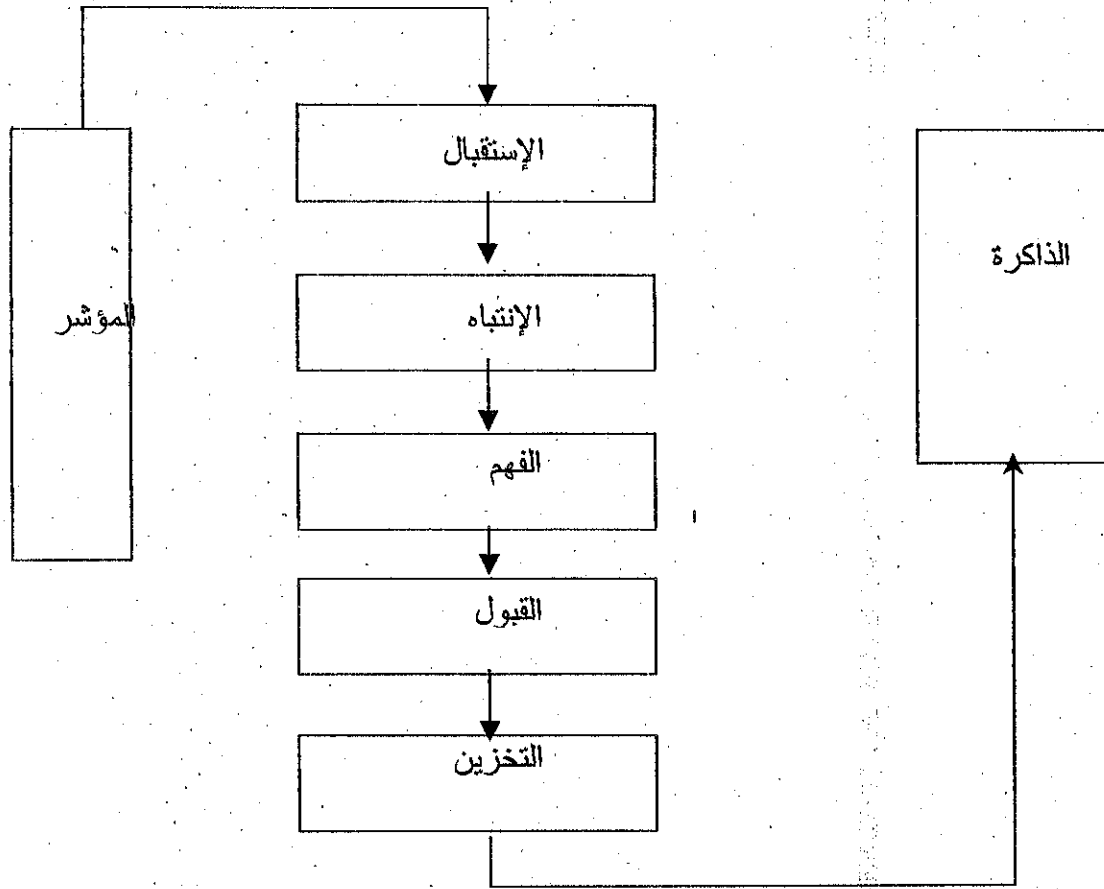 الإستقبال
الذاكرة
المؤشر
الإنتباه
الفهم
القبول
التخزين